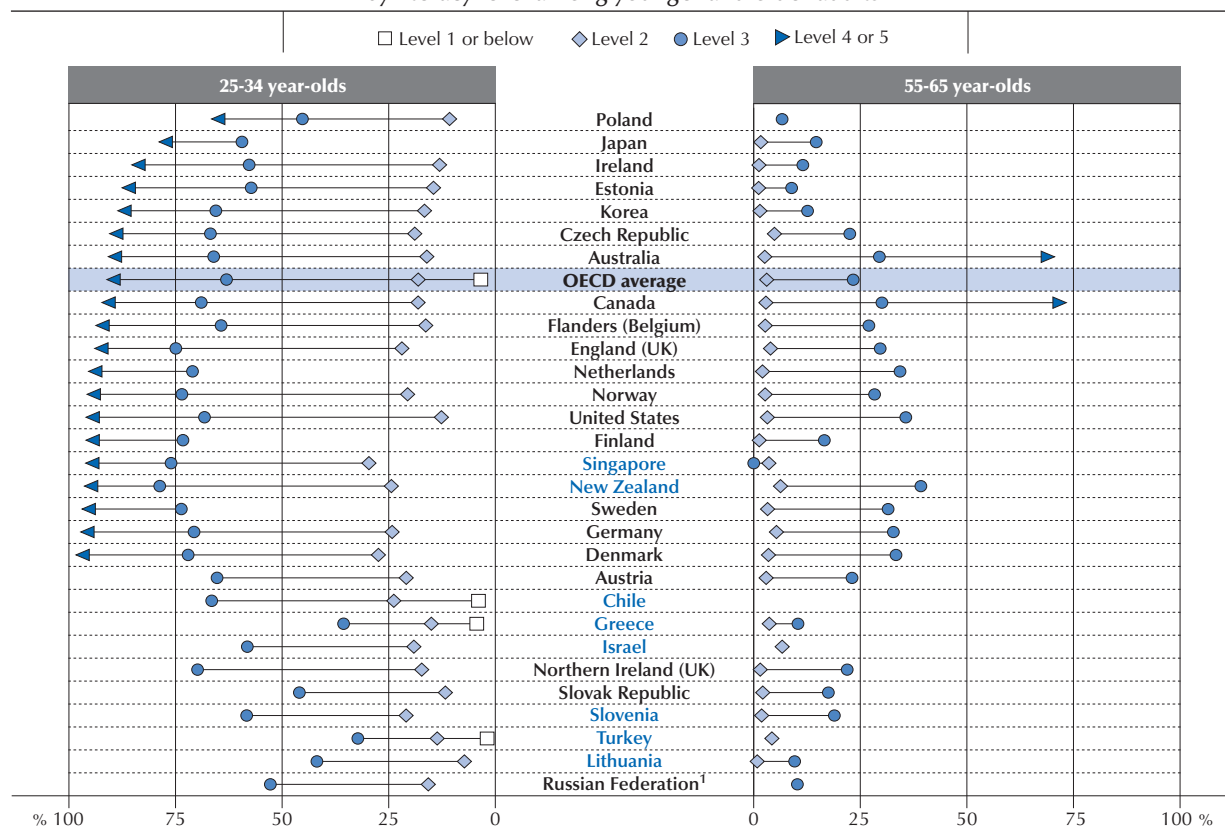 Level 1 or below Level 2 Level 3 Level 4 or 5
25-34 year-olds 55-65 year-olds
Poland
Japan
Ireland
Estonia
Korea
Czech Republic
Australia
OECD average
Canada
Flanders (Belgium)
England (UK)
Netherlands
Norway
United States
Finland
Singapore
New Zealand
Sweden
Germany
Denmark
Austria
Chile
Greece
Israel
Northern Ireland (UK)
Slovak Republic
Slovenia
Turkey
Lithuania
Russian Federation¹
% 100 75 50 25 0 0 25 50 75 100 %